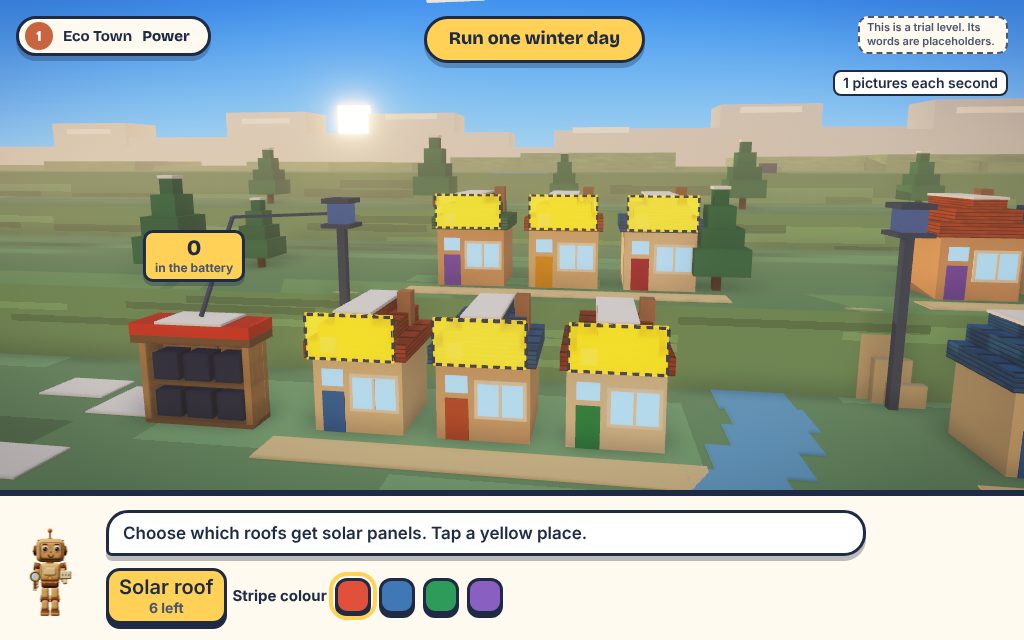 1 Eco Town Power
Run one winter day
This is a trial level. Its
words are placeholders.
1 pictures each second
0
in the battery
Choose which roofs get solar panels. Tap a yellow place.
Solar roof
6 left
Stripe colour